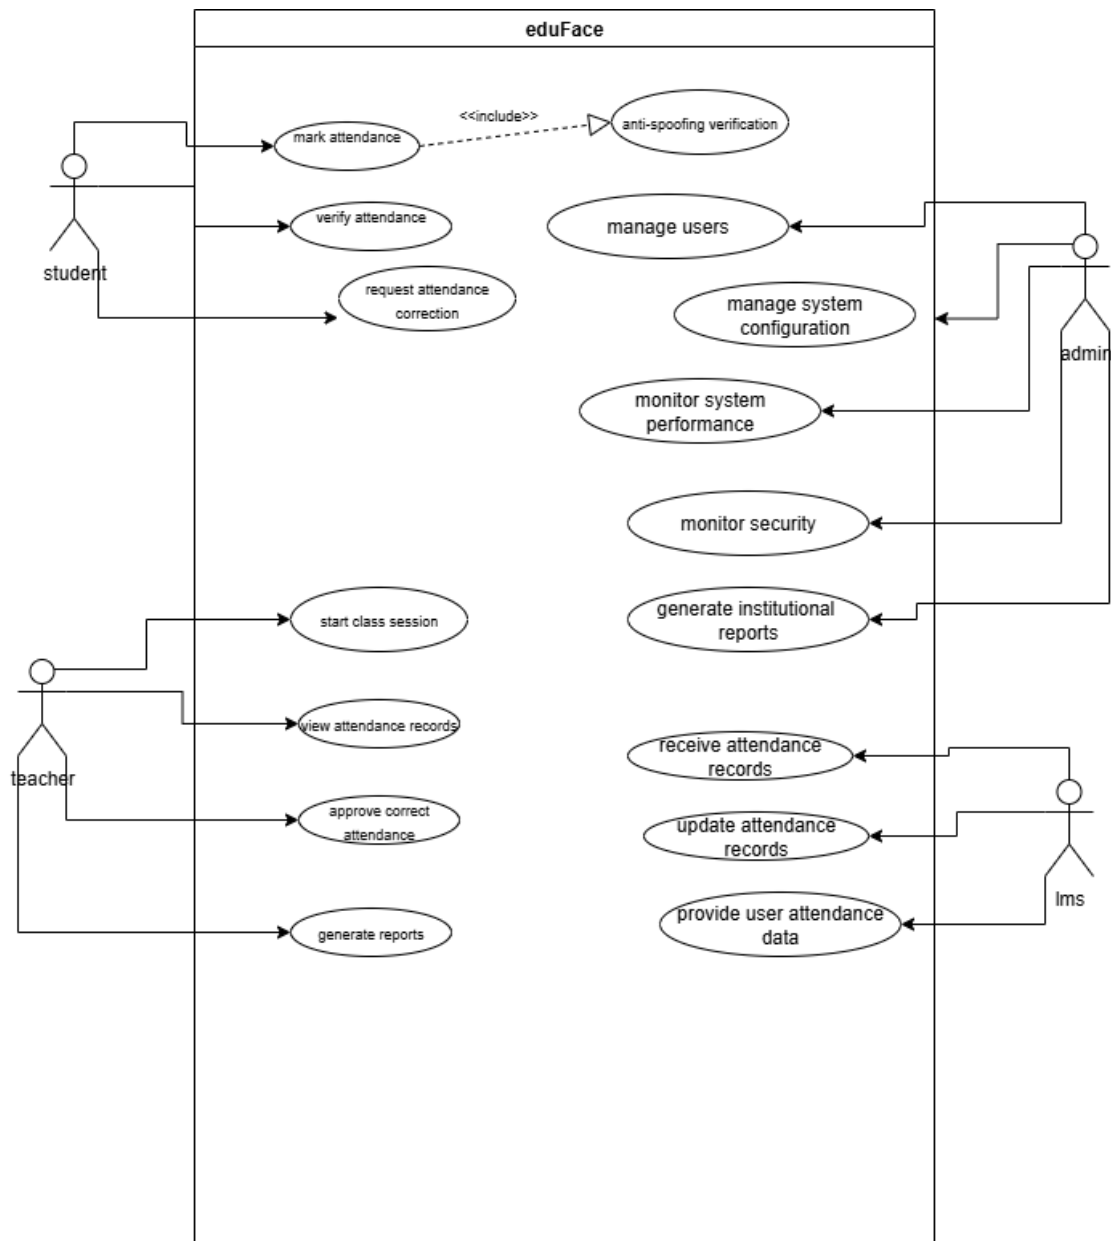 eduFace
<<include>>
mark attendance
anti-spoofing verification
verify attendance
manage users
student
request attendance
correction
manage system
configuration
admin
monitor system
performance
monitor security
start class session
generate institutional
reports
teacher
view attendance records
receive attendance
records
approve correct
attendance
update attendance
records
lms
generate reports
provide user attendance
data